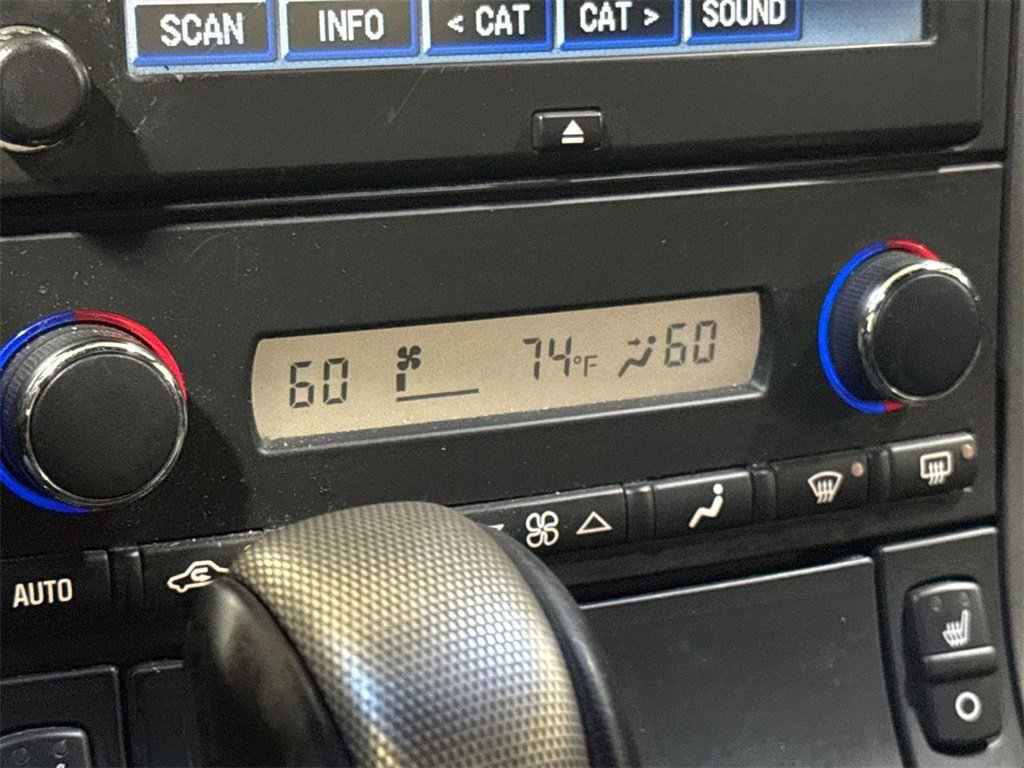 SCAN INFO < CAT CAT > SOUND
60 74°F 60
AUTO